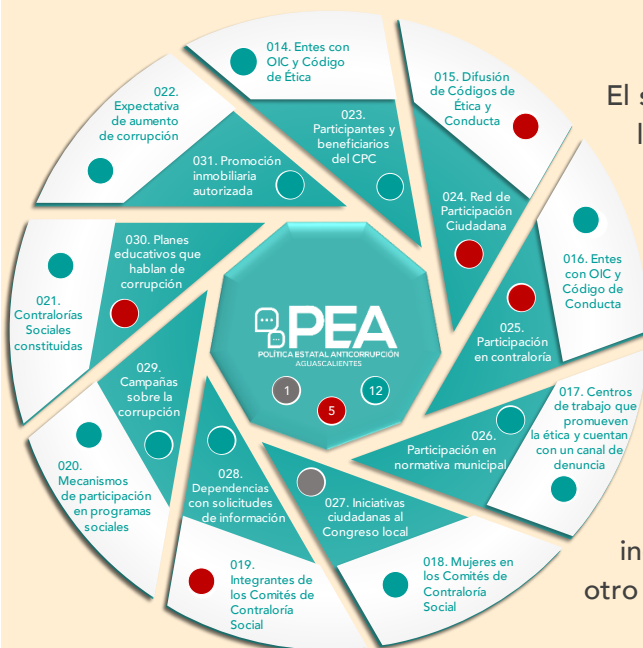 014. Entes con
OIC y Código
de Ética
015. Difusión
de Códigos de
Ética y
Conducta
016. Entes
con OIC y
Código de
Conducta
017. Centros
de trabajo que
promueven
la ética y cuentan
con un canal de
denuncia
018. Mujeres en
los Comités de
Contraloría
Social
019.
Integrantes de
los Comités de
Contraloría
Social
020.
Mecanismos
de participación
en programas
sociales
021.
Contralorías
Sociales
constituidas
022.
Expectativa
de aumento
de corrupción
023.
Participantes y
beneficiarios
del CPC
024. Red de
Participación
Ciudadana
025.
Participación
en contraloría
026.
Participación en
normativa municipal
027. Iniciativas
ciudadanas al
Congreso local
028.
Dependencias
con solicitudes
de información
029.
Campañas
sobre la
corrupción
030. Planes
educativos que
hablan de
corrupción
031. Promoción
inmobiliaria
autorizada
PEA
POLÍTICA ESTATAL ANTICORRUPCIÓN
AGUASCALIENTES
1
5
12
El s
l
in
otro